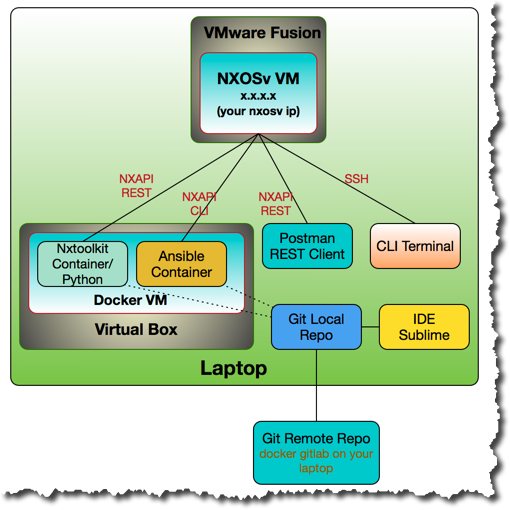 VMware Fusion
NXOSv VM
x.x.x.x
(your nxosv ip)
NXAPI
REST
NXAPI
CLI
NXAPI
REST
SSH
Nxtoolkit
Container/
Python
Ansible
Container
Postman
REST Client
CLI Terminal
Docker VM
Virtual Box
Git Local
Repo
IDE
Sublime
Laptop
Git Remote Repo
docker gitlab on your
laptop